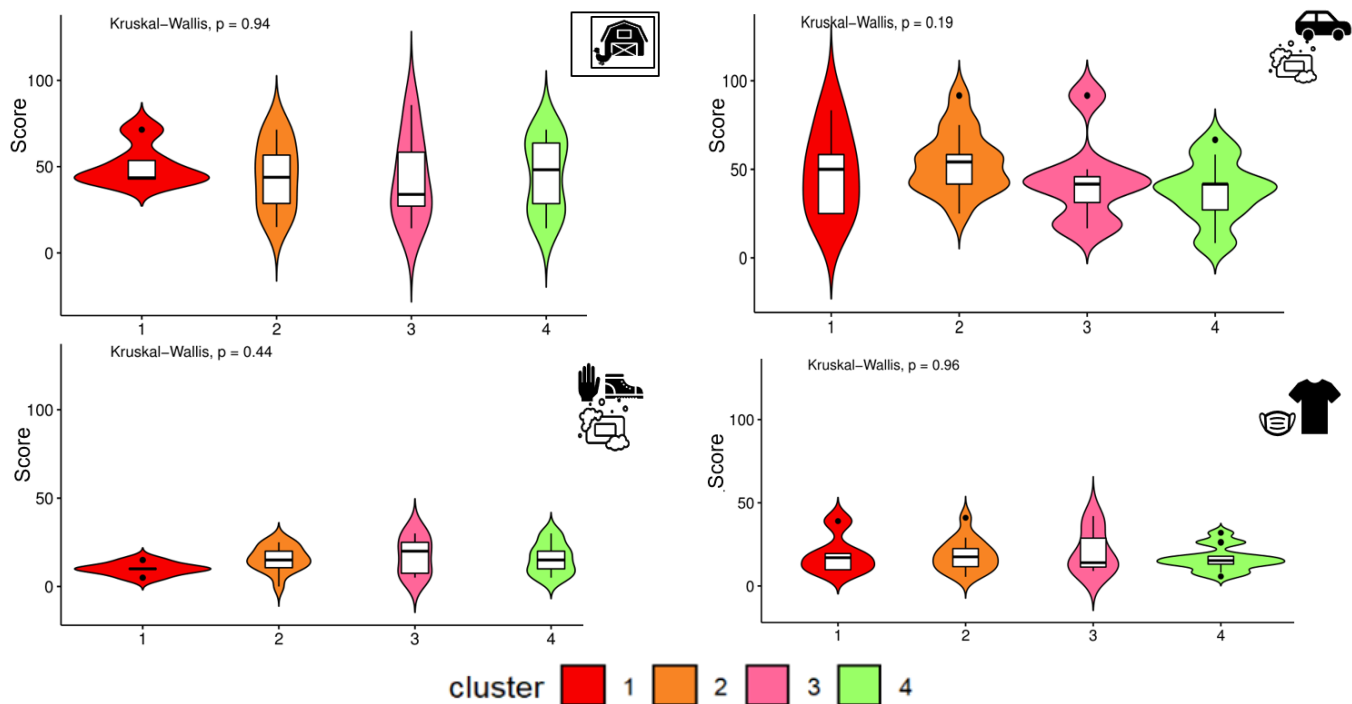 Kruskal−Wallis, p = 0.94
Score
100
50
0
1 2 3 4
Kruskal−Wallis, p = 0.19
Score
100
50
0
1 2 3 4
Kruskal−Wallis, p = 0.44
Score
100
50
0
1 2 3 4
Kruskal−Wallis, p = 0.96
Score
100
50
0
1 2 3 4
cluster 1 2 3 4